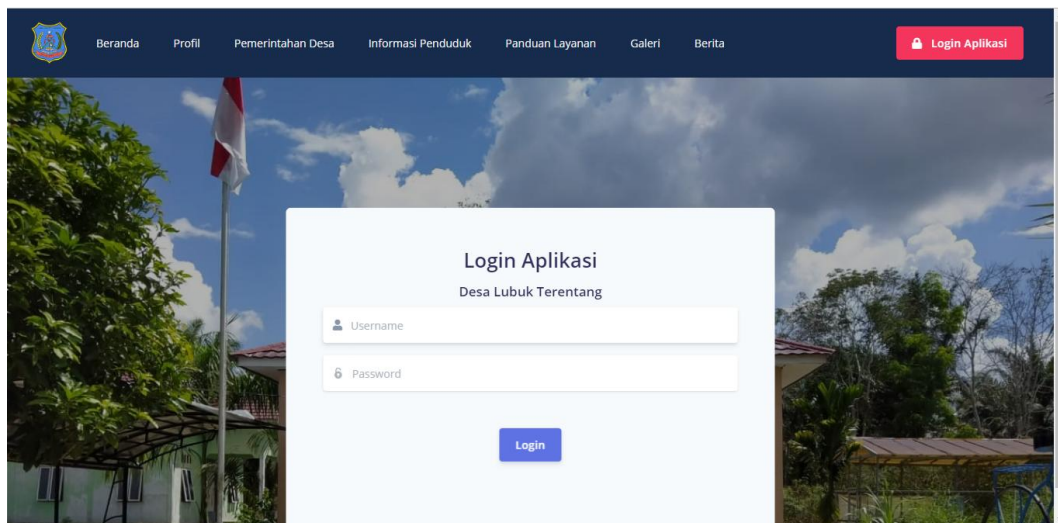 Beranda Profil Pemerintahan Desa Informasi Penduduk Panduan Layanan Galeri Berita Login Aplikasi
Login Aplikasi
Desa Lubuk Terentang
Username
Password
Login